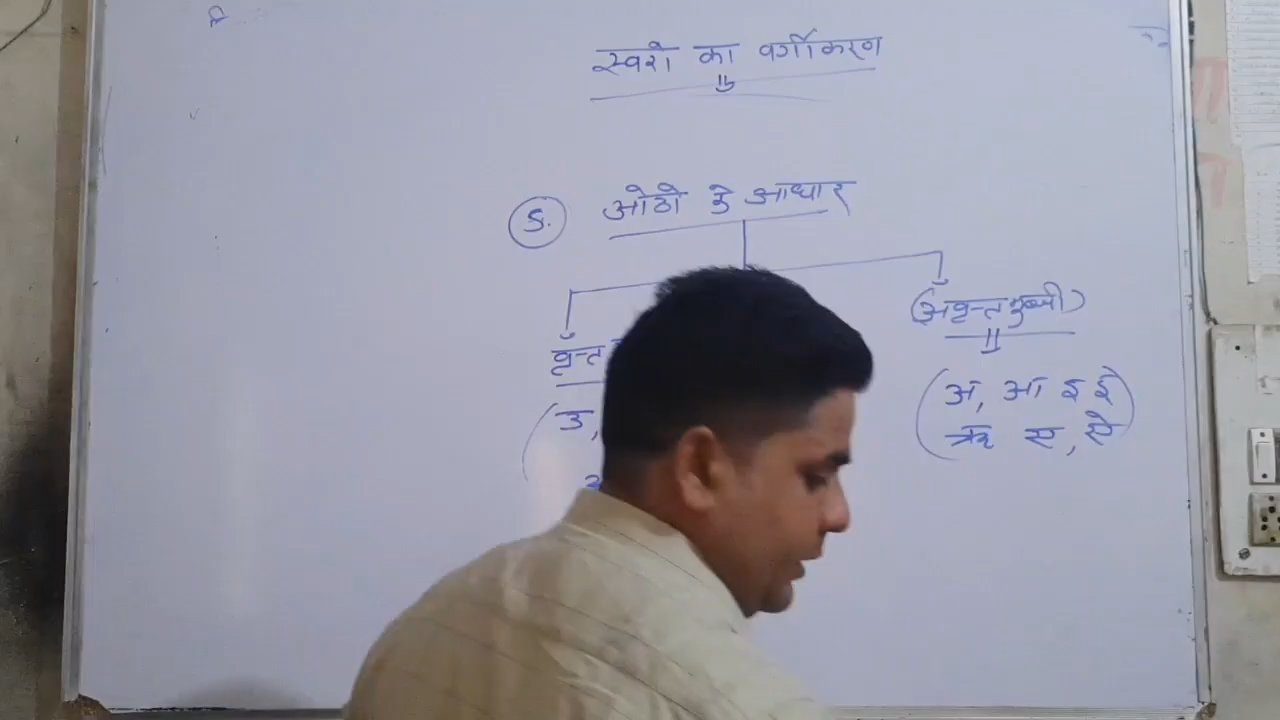 स्वरो का वर्गीकरण
5. ओठो के आधार
(अवृन्तमुखी)
वृन्त
(अ, आ इ ई
ऋ ए, ऐ)
(उ,